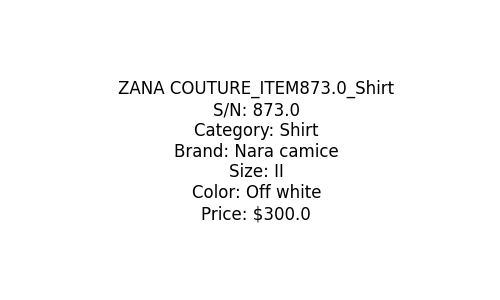 ZANA COUTURE_ITEM873.0_Shirt
S/N: 873.0
Category: Shirt
Brand: Nara camice
Size: II
Color: Off white
Price: $300.0